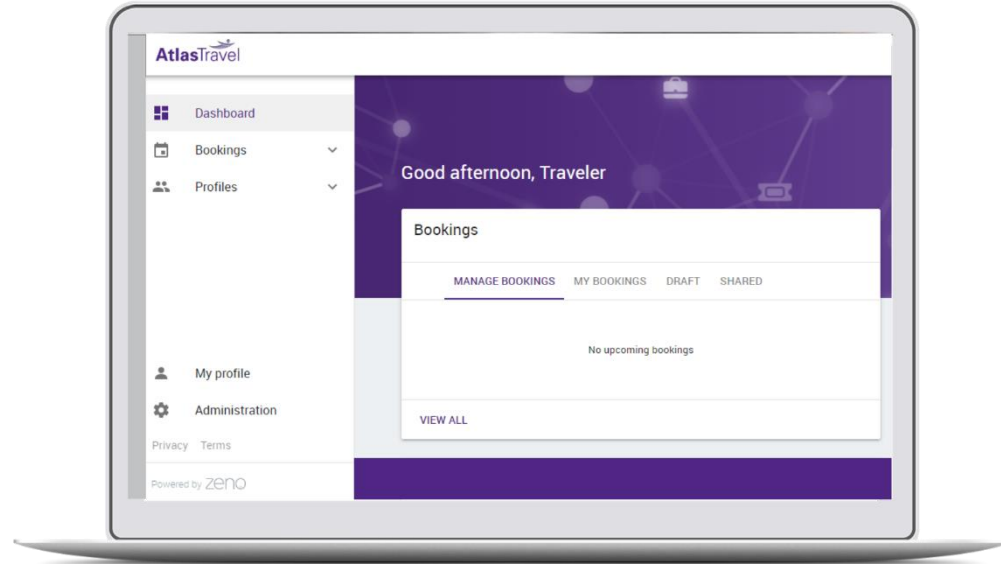 AtlasTravel
Dashboard
Bookings
Profiles
My profile
Administration
Privacy Terms
Powered by zeno
Good afternoon, Traveler
Bookings
MANAGE BOOKINGS MY BOOKINGS DRAFT SHARED
No upcoming bookings
VIEW ALL